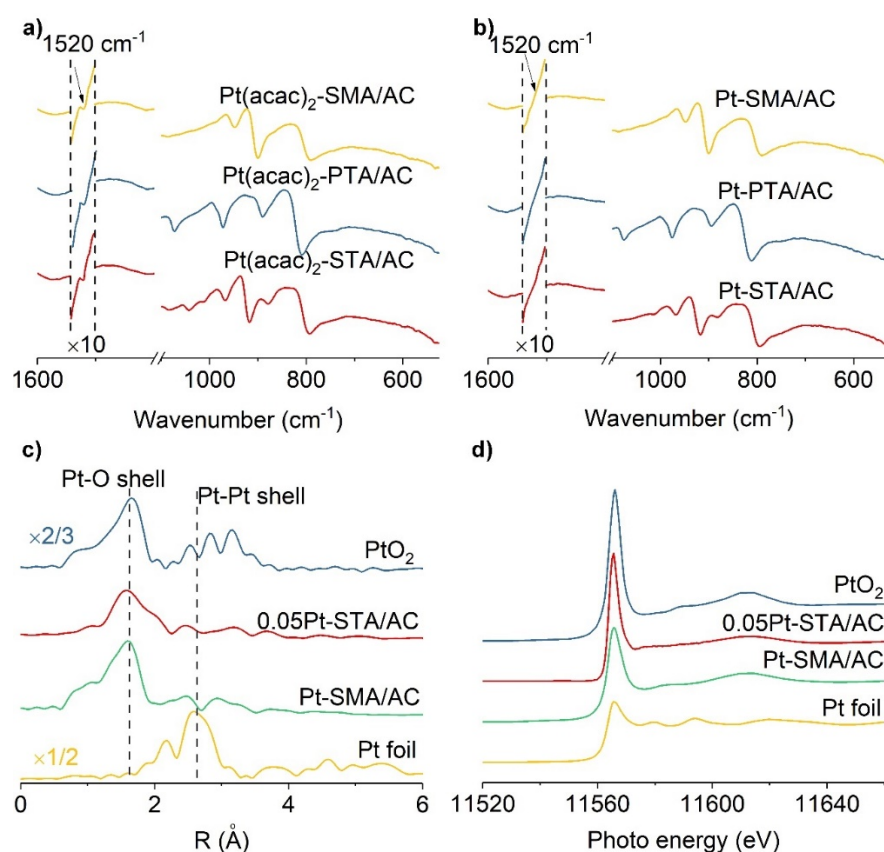 a)
1520 cm⁻¹
Pt(acac)₂-SMA/AC
Pt(acac)₂-PTA/AC
Pt(acac)₂-STA/AC
×10
1600 1000 800 600
Wavenumber (cm⁻¹)
b)
1520 cm⁻¹
Pt-SMA/AC
Pt-PTA/AC
Pt-STA/AC
×10
1600 1000 800 600
Wavenumber (cm⁻¹)
c)
Pt-O shell
Pt-Pt shell
×2/3
PtO₂
0.05Pt-STA/AC
Pt-SMA/AC
×1/2
Pt foil
0 2 4 6
R (Å)
d)
PtO₂
0.05Pt-STA/AC
Pt-SMA/AC
Pt foil
11520 11560 11600 11640
Photo energy (eV)